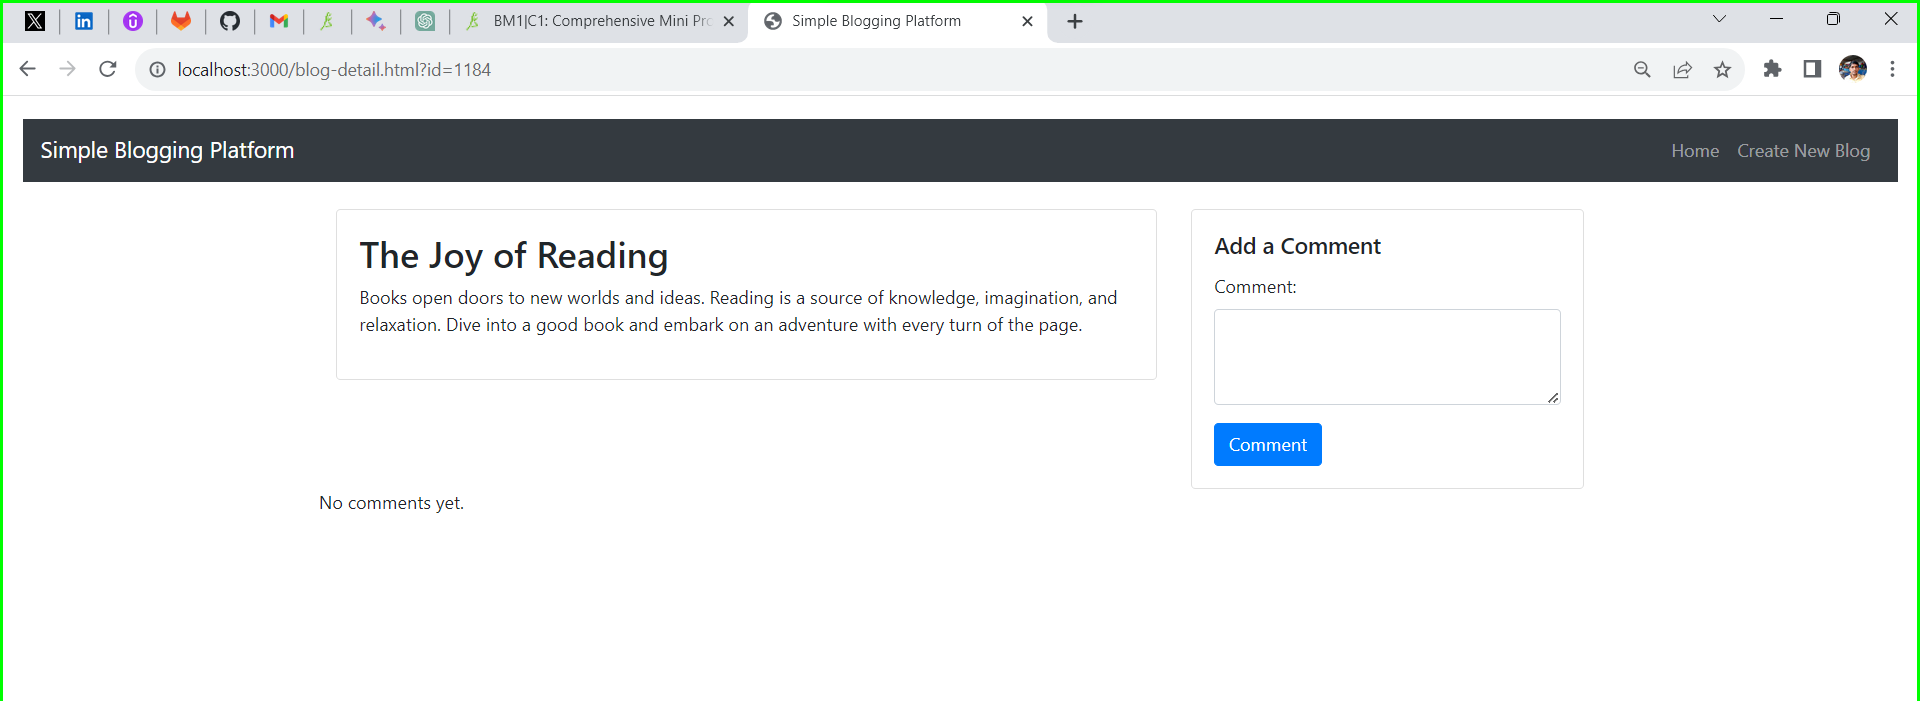 BM1|C1: Comprehensive Mini Pro
Simple Blogging Platform
localhost:3000/blog-detail.html?id=1184
Simple Blogging Platform
Home
Create New Blog
The Joy of Reading
Books open doors to new worlds and ideas. Reading is a source of knowledge, imagination, and
relaxation. Dive into a good book and embark on an adventure with every turn of the page.
Add a Comment
Comment:
Comment
No comments yet.